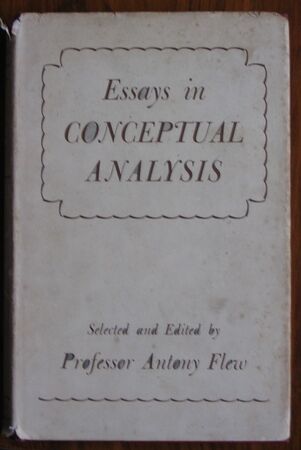 Essays in
CONCEPTUAL
ANALYSIS
Selected and Edited by
Professor Antony Flew